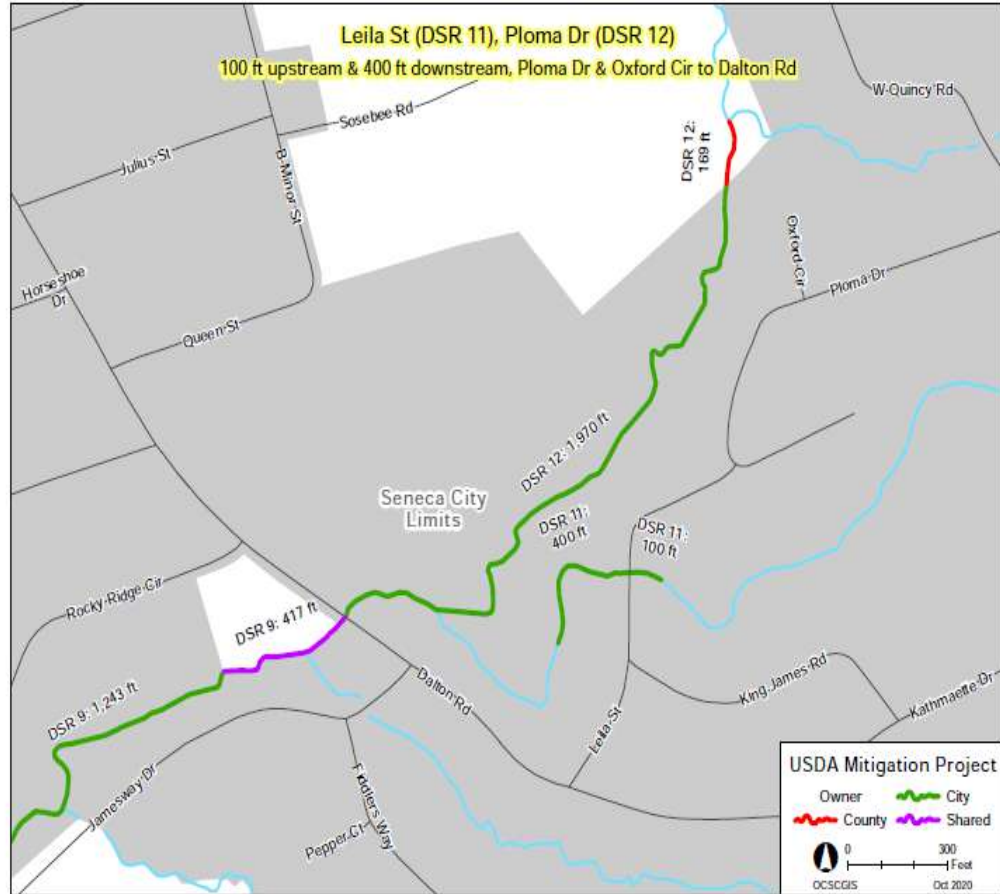 Leila St (DSR 11), Ploma Dr (DSR 12)
100 ft upstream & 400 ft downstream, Ploma Dr & Oxford Cir to Dalton Rd
W-Quincy Rd
Sosebee Rd
DSR 12:
169 ft
Julius St
B-Minor St
Oxford-Cir
Horseshoe
Dr
Ploma Dr
Queen St
DSR 12: 1,970 ft
Seneca City
Limits
DSR 11:
400 ft
DSR 11:
100 ft
Rocky Ridge Cir
DSR 9: 417 ft
DSR 9: 1,243 ft
Dalton Rd
King James Rd
Kathmaette Dr
Leila St
Jamesway Dr
Fiddlers Way
Pepper Ct
USDA Mitigation Project
Owner
City
County
Shared
0
300
Feet
OCSCGIS
Oct 2020